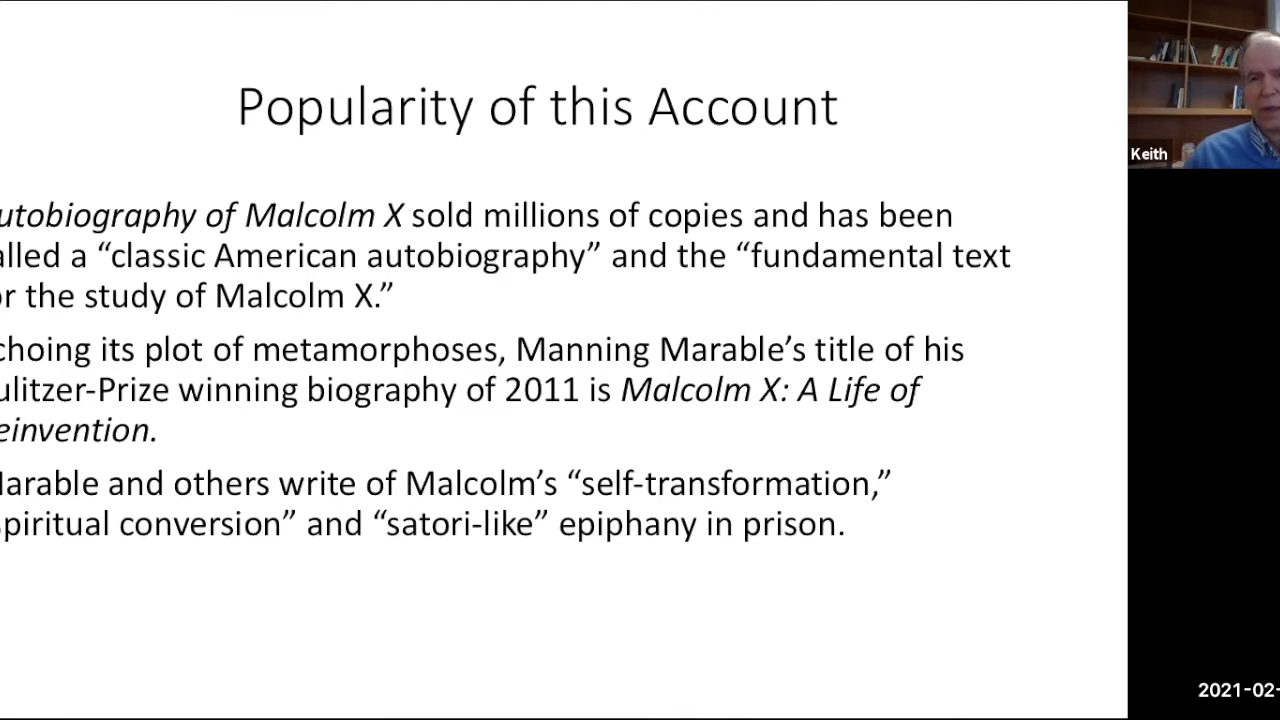 Popularity of this Account
Keith
utobiography of Malcolm X sold millions of copies and has been
alled a “classic American autobiography” and the “fundamental text
or the study of Malcolm X.”
choing its plot of metamorphoses, Manning Marable’s title of his
ulitzer-Prize winning biography of 2011 is Malcolm X: A Life of
einvention.
arable and others write of Malcolm’s “self-transformation,”
piritual conversion” and “satori-like” epiphany in prison.
2021-02-